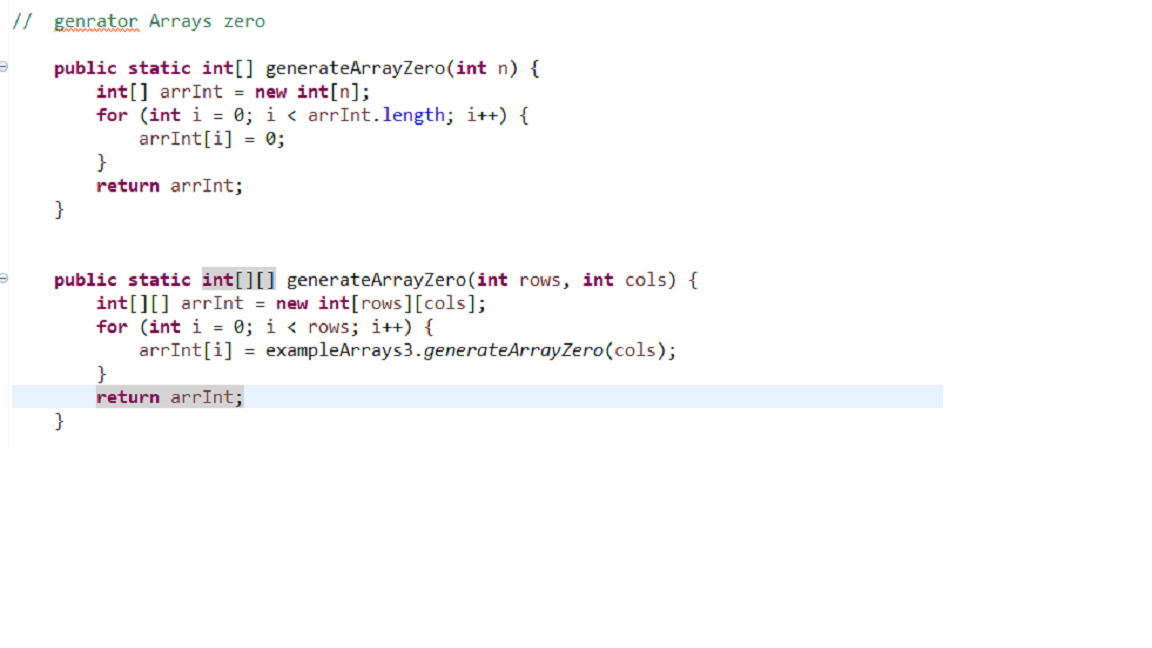 // genrator Arrays zero
public static int[] generateArrayZero(int n) {
int[] arrInt = new int[n];
for (int i = 0; i < arrInt.length; i++) {
arrInt[i] = 0;
}
return arrInt;
}
public static int[][] generateArrayZero(int rows, int cols) {
int[][] arrInt = new int[rows][cols];
for (int i = 0; i < rows; i++) {
arrInt[i] = exampleArrays3.generateArrayZero(cols);
}
return arrInt;
}